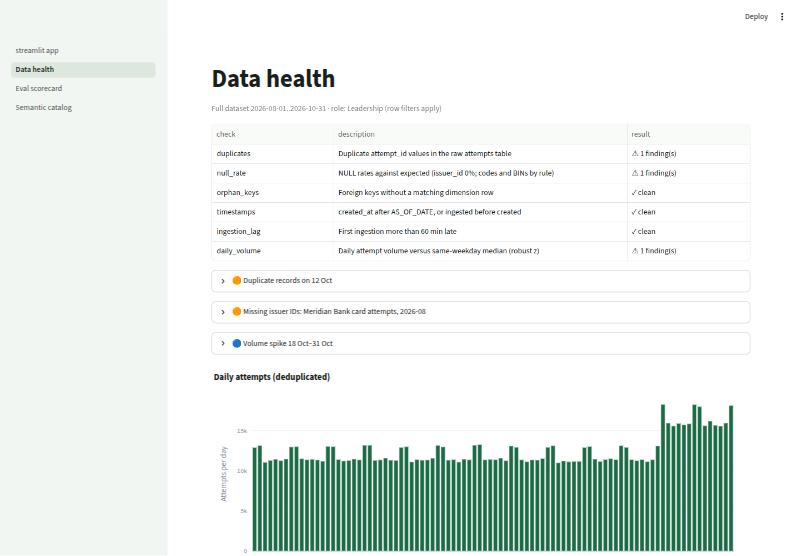 Deploy
streamlit app
Data health
Eval scorecard
Semantic catalog
Data health
Full dataset 2026-08-01..2026-10-31 · role: Leadership (row filters apply)
check description result
duplicates Duplicate attempt_id values in the raw attempts table ⚠ 1 finding(s)
null_rate NULL rates against expected (issuer_id 0%; codes and BINs by rule) ⚠ 1 finding(s)
orphan_keys Foreign keys without a matching dimension row ✓ clean
timestamps created_at after AS_OF_DATE, or ingested before created ✓ clean
ingestion_lag First ingestion more than 60 min late ✓ clean
daily_volume Daily attempt volume versus same-weekday median (robust z) ⚠ 1 finding(s)
Duplicate records on 12 Oct
Missing issuer IDs: Meridian Bank card attempts, 2026-08
Volume spike 18 Oct–31 Oct
Daily attempts (deduplicated)
Attempts per day
15k
10k
5k
0